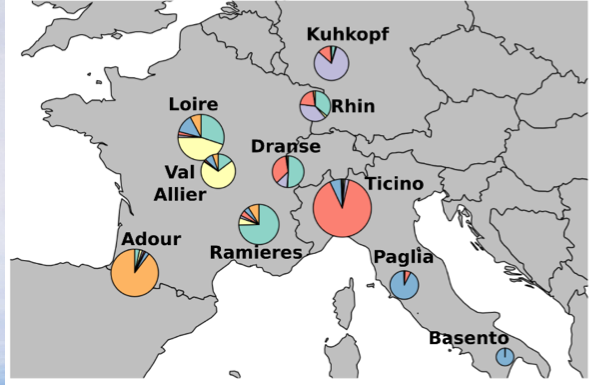 Kuhkopf
Loire
Rhin
Dranse
Val
Allier
Ticino
Adour
Ramieres
Paglia
Basento